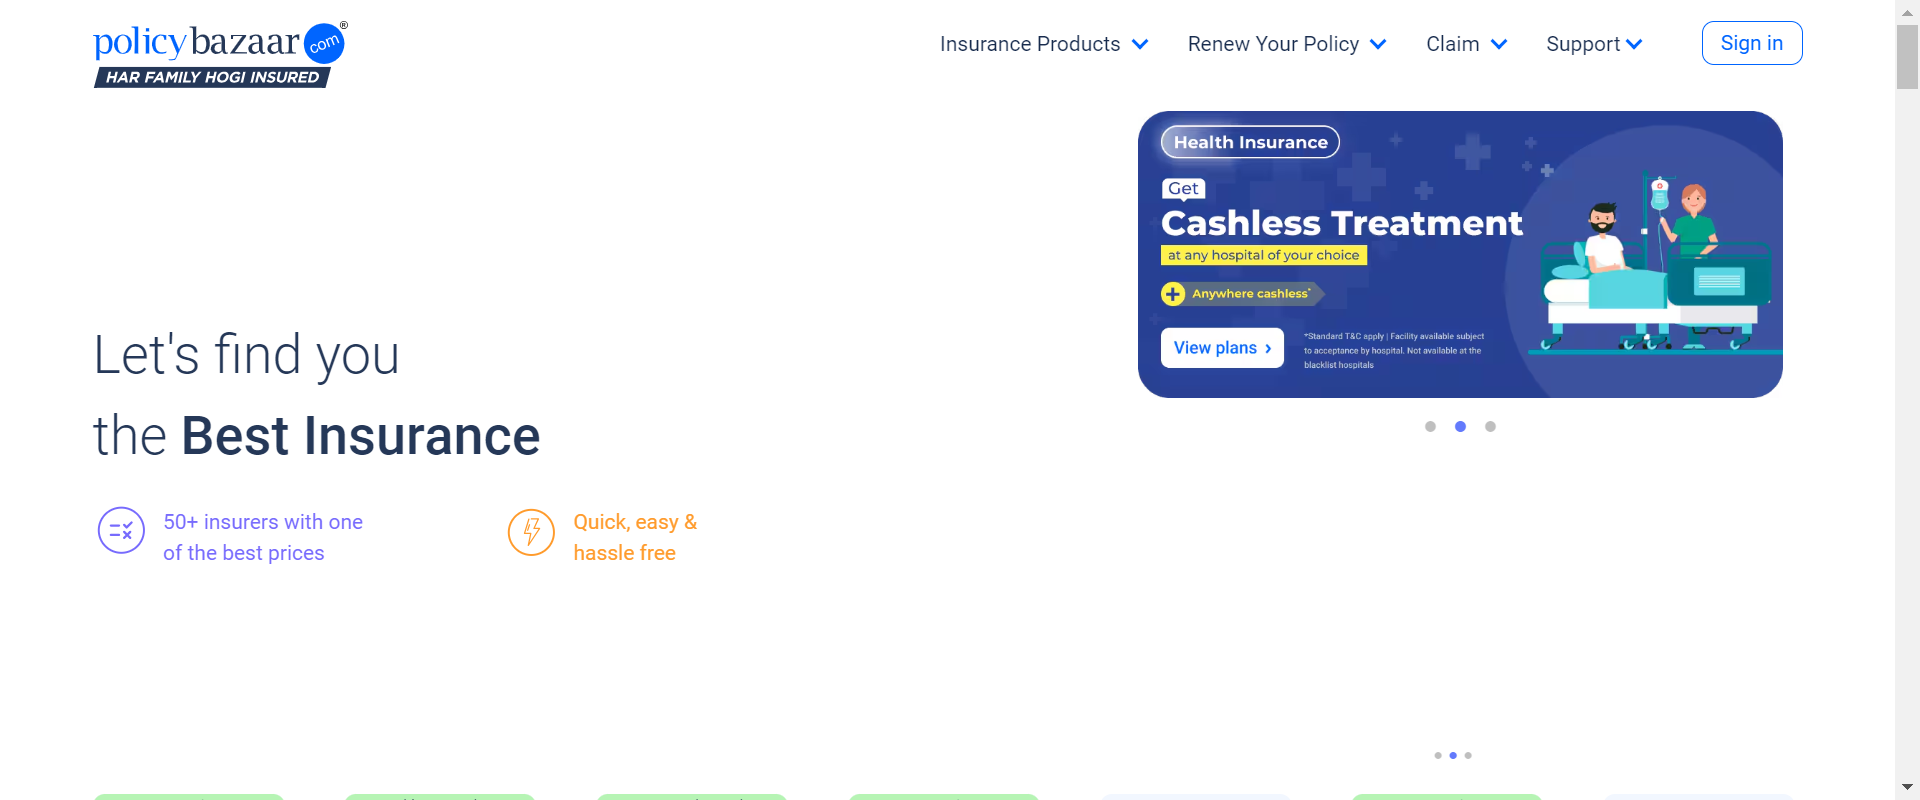 policybazaar.com®
HAR FAMILY HOGI INSURED
Insurance Products
Renew Your Policy
Claim
Support
Sign in
Health Insurance
Get
Cashless Treatment
at any hospital of your choice
Anywhere cashless*
View plans ›
*Standard T&C apply | Facility available subject
to acceptance by hospital. Not available at the
blacklist hospitals
Let's find you
the Best Insurance
50+ insurers with one
of the best prices
Quick, easy &
hassle free